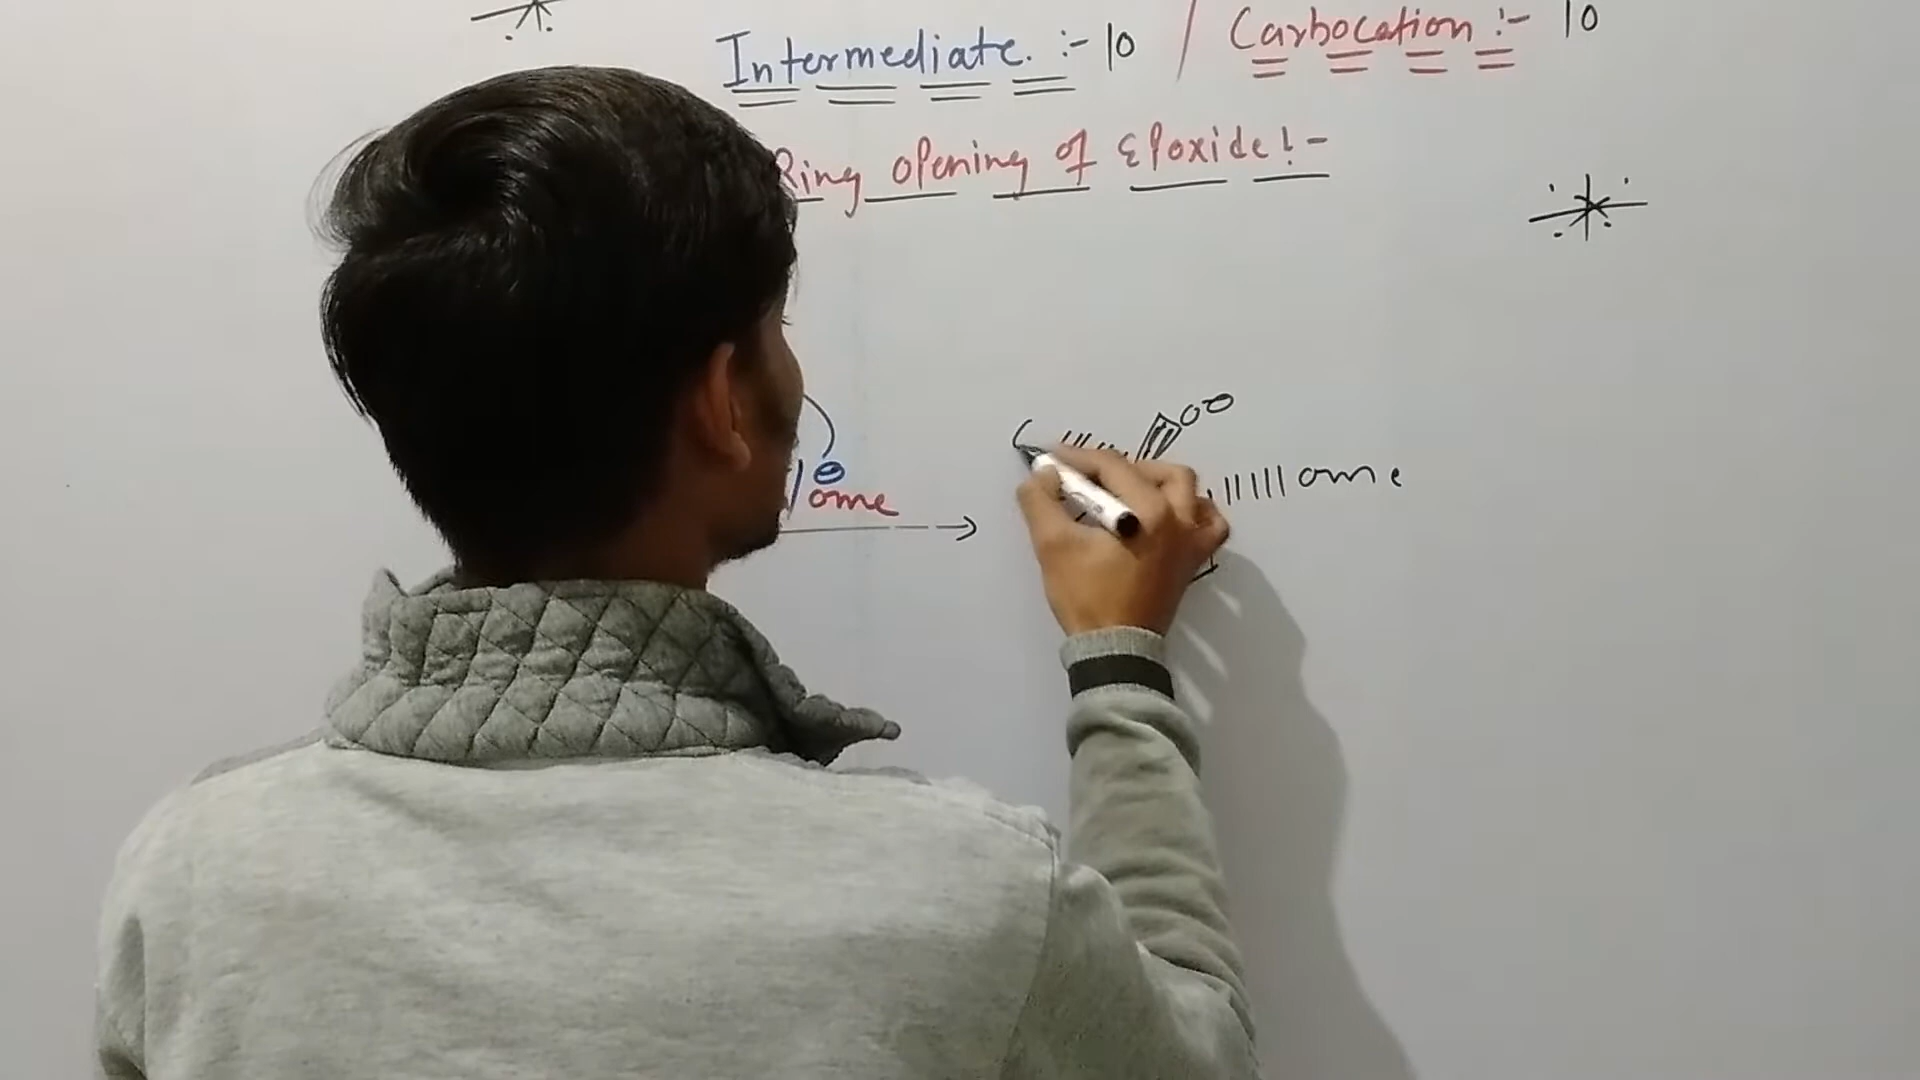 Intermediate. :- 10 / Carbocation :- 10
Ring opening of Epoxide :-
O⊖
⊖
ome
ome